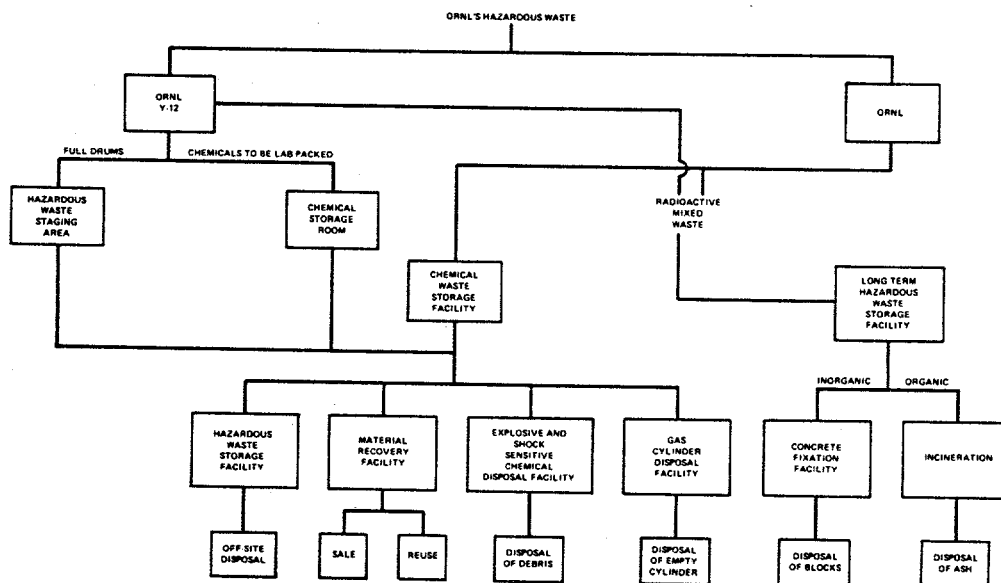 ORNL'S HAZARDOUS WASTE
ORNL
Y-12
ORNL
FULL DRUMS
CHEMICALS TO BE LAB PACKED
HAZARDOUS
WASTE
STAGING
AREA
CHEMICAL
STORAGE
ROOM
RADIOACTIVE
MIXED
WASTE
CHEMICAL
WASTE
STORAGE
FACILITY
LONG TERM
HAZARDOUS
WASTE
STORAGE
FACILITY
INORGANIC
ORGANIC
HAZARDOUS
WASTE
STORAGE
FACILITY
MATERIAL
RECOVERY
FACILITY
EXPLOSIVE AND
SHOCK
SENSITIVE
CHEMICAL
DISPOSAL FACILITY
GAS
CYLINDER
DISPOSAL
FACILITY
CONCRETE
FIXATION
FACILITY
INCINERATION
OFF-SITE
DISPOSAL
SALE
REUSE
DISPOSAL
OF DEBRIS
DISPOSAL
OF EMPTY
CYLINDER
DISPOSAL
OF BLOCKS
DISPOSAL
OF ASH